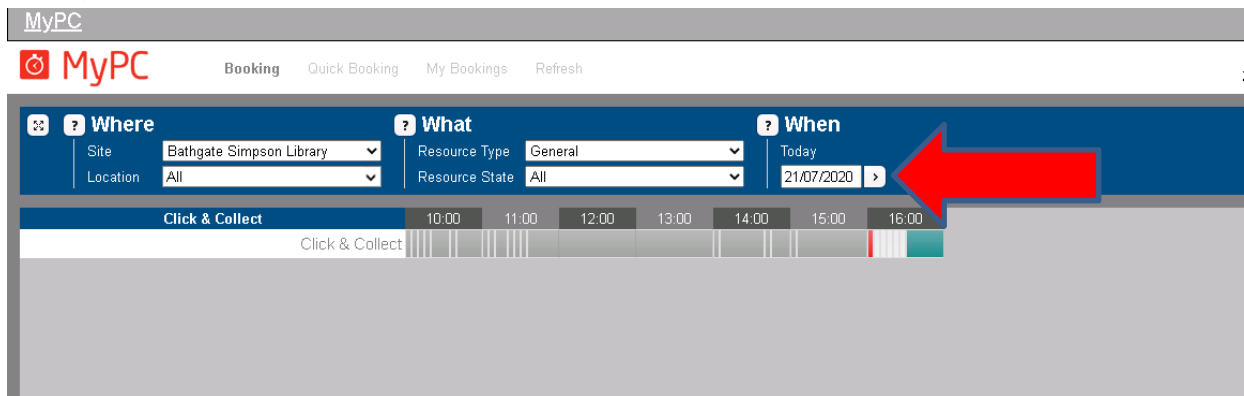 MyPC
MyPC Booking Quick Booking My Bookings Refresh
? Where ? What ? When
Site Bathgate Simpson Library Resource Type General Today
Location All Resource State All 21/07/2020 >
Click & Collect 10:00 11:00 12:00 13:00 14:00 15:00 16:00
Click & Collect